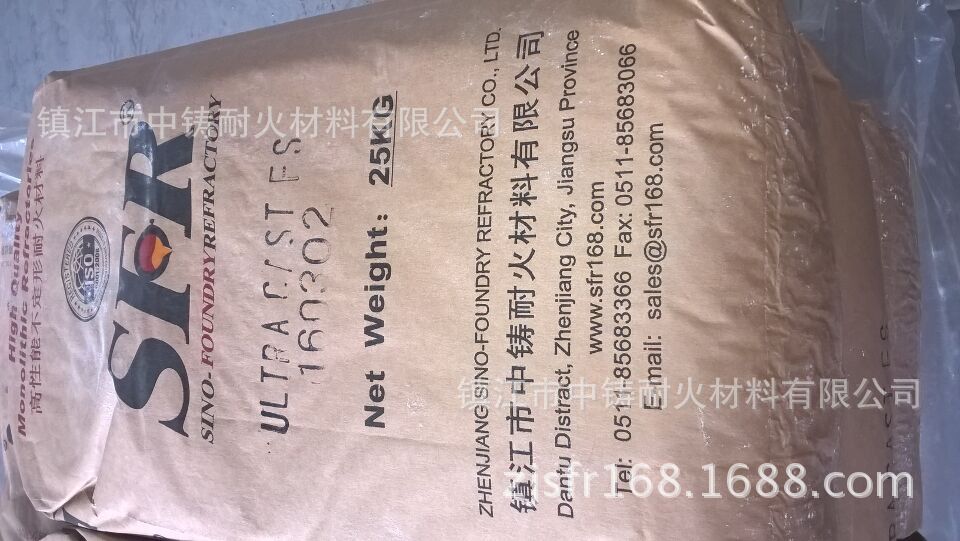 High Quality
Monolithic Refractories
高性能不定形耐火材料
ISO
SFR®
SINO-FOUNDRY REFRACTORY
ULTRACAST FS
160302
Net Weight: 25KG
ZHENJIANG SINO-FOUNDRY REFRACTORY CO., LTD.
镇江市中铸耐火材料有限公司
Dantu Distract, Zhenjiang City, Jiangsu Province
www.sfr168.com
Tel: 0511-85683366 Fax: 0511-85683066
E-mail: sales@sfr168.com
镇江市中铸耐火材料有限公司
镇江市中铸耐火材料有限公司
zjsfr168.1688.com